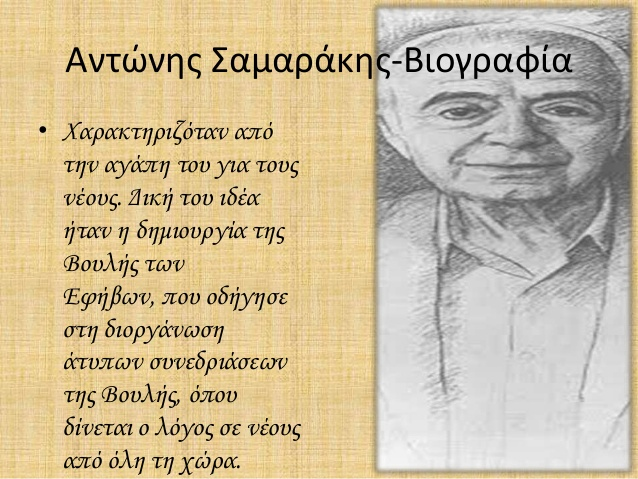 Αντώνης Σαμαράκης-Βιογραφία
• Χαρακτηριζόταν από
την αγάπη του για τους
νέους. Δική του ιδέα
ήταν η δημιουργία της
Βουλής των
Εφήβων, που οδήγησε
στη διοργάνωση
άτυπων συνεδριάσεων
της Βουλής, όπου
δίνεται ο λόγος σε νέους
από όλη τη χώρα.